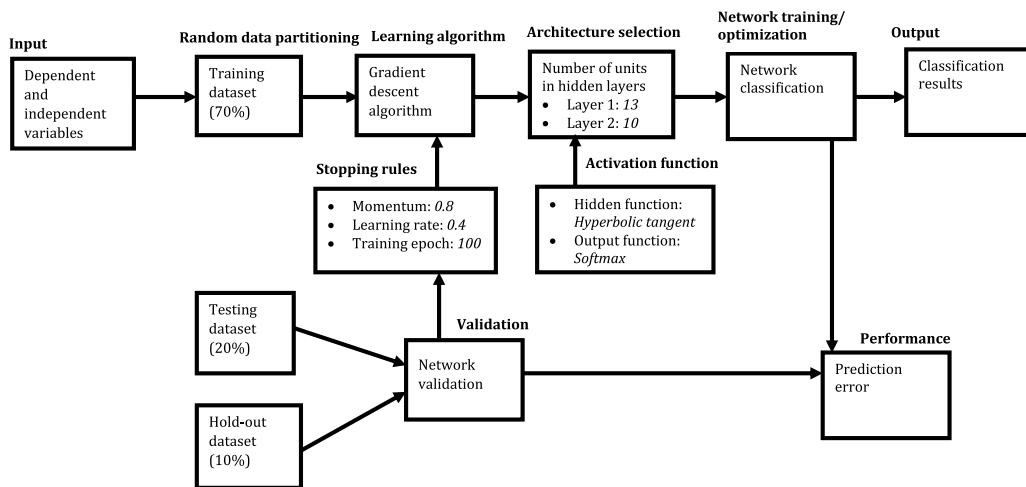 Input
Dependent
and
independent
variables
Random data partitioning
Training
dataset
(70%)
Learning algorithm
Gradient
descent
algorithm
Architecture selection
Number of units
in hidden layers
• Layer 1: 13
• Layer 2: 10
Network training/
optimization
Network
classification
Output
Classification
results
Stopping rules
• Momentum: 0.8
• Learning rate: 0.4
• Training epoch: 100
Activation function
• Hidden function:
Hyperbolic tangent
• Output function:
Softmax
Testing
dataset
(20%)
Hold-out
dataset
(10%)
Validation
Network
validation
Performance
Prediction
error